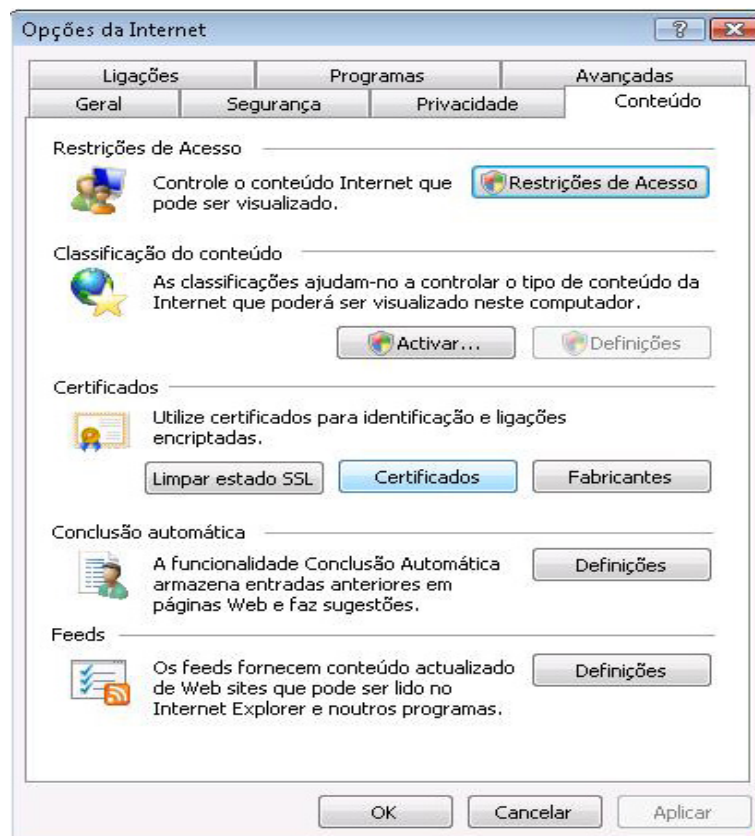 Opções da Internet
Ligações
Programas
Avançadas
Geral
Segurança
Privacidade
Conteúdo
Restrições de Acesso
Controle o conteúdo Internet que
pode ser visualizado.
Restrições de Acesso
Classificação do conteúdo
As classificações ajudam-no a controlar o tipo de conteúdo da
Internet que poderá ser visualizado neste computador.
Activar...
Definições
Certificados
Utilize certificados para identificação e ligações
encriptadas.
Limpar estado SSL
Certificados
Fabricantes
Conclusão automática
A funcionalidade Conclusão Automática
armazena entradas anteriores em
páginas Web e faz sugestões.
Definições
Feeds
Os feeds fornecem conteúdo actualizado
de Web sites que pode ser lido no
Internet Explorer e noutros programas.
Definições
OK
Cancelar
Aplicar